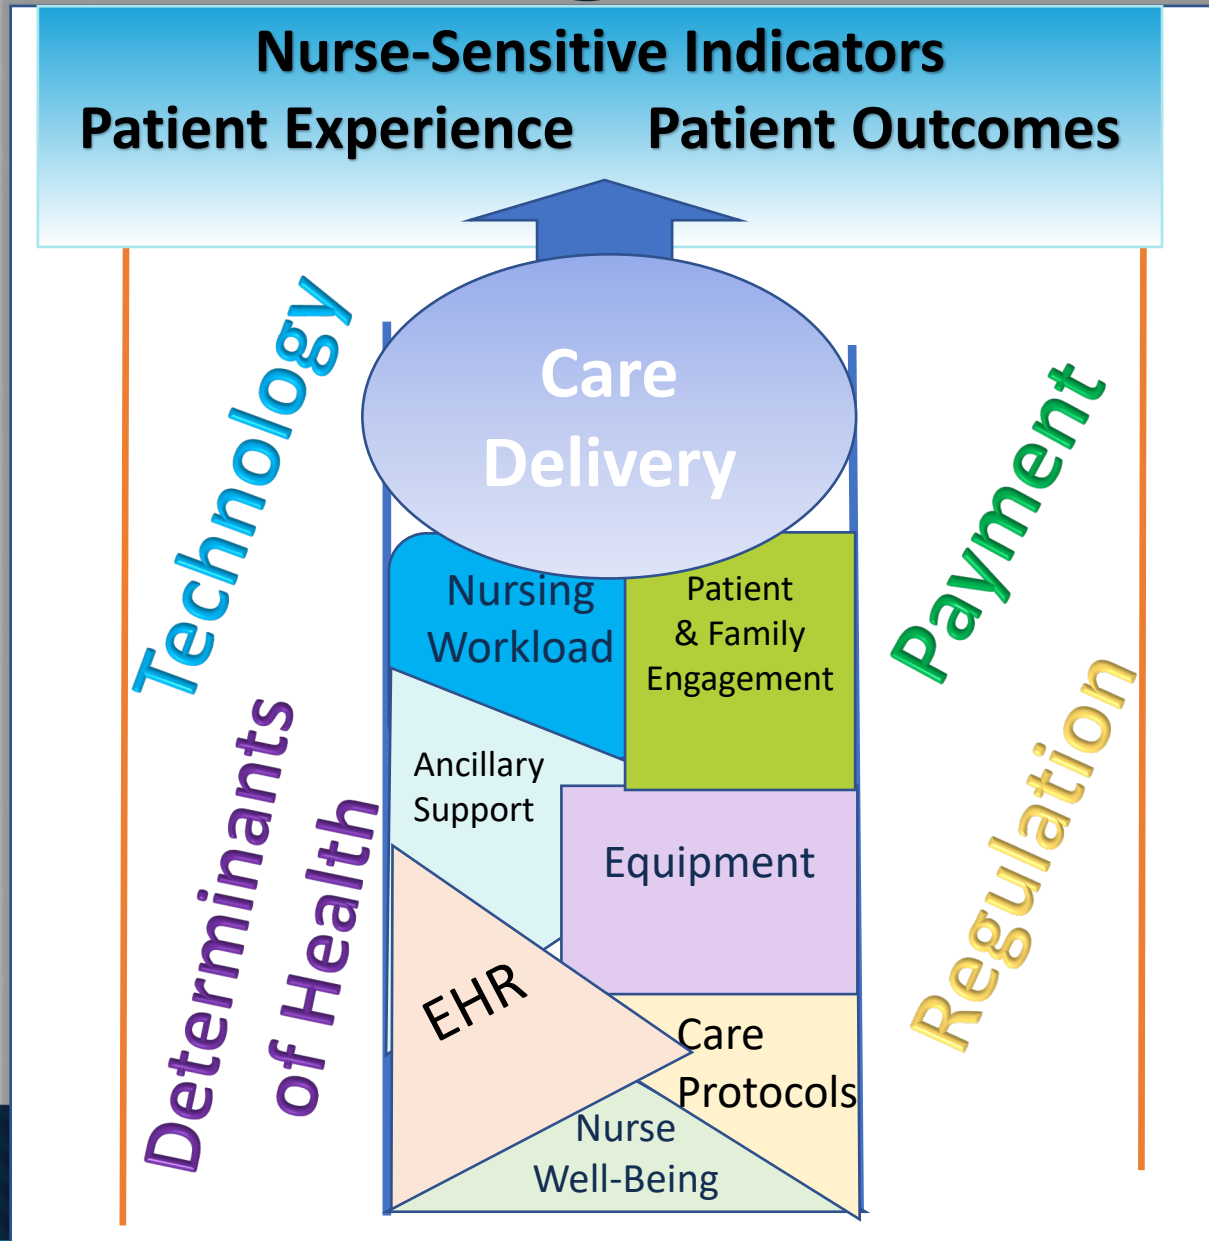 Nurse-Sensitive Indicators
Patient Experience Patient Outcomes
Care
Delivery
Technology
Payment
Nursing
Workload
Patient
& Family
Engagement
Determinants
of Health
Regulation
Ancillary
Support
Equipment
EHR
Care
Protocols
Nurse
Well-Being